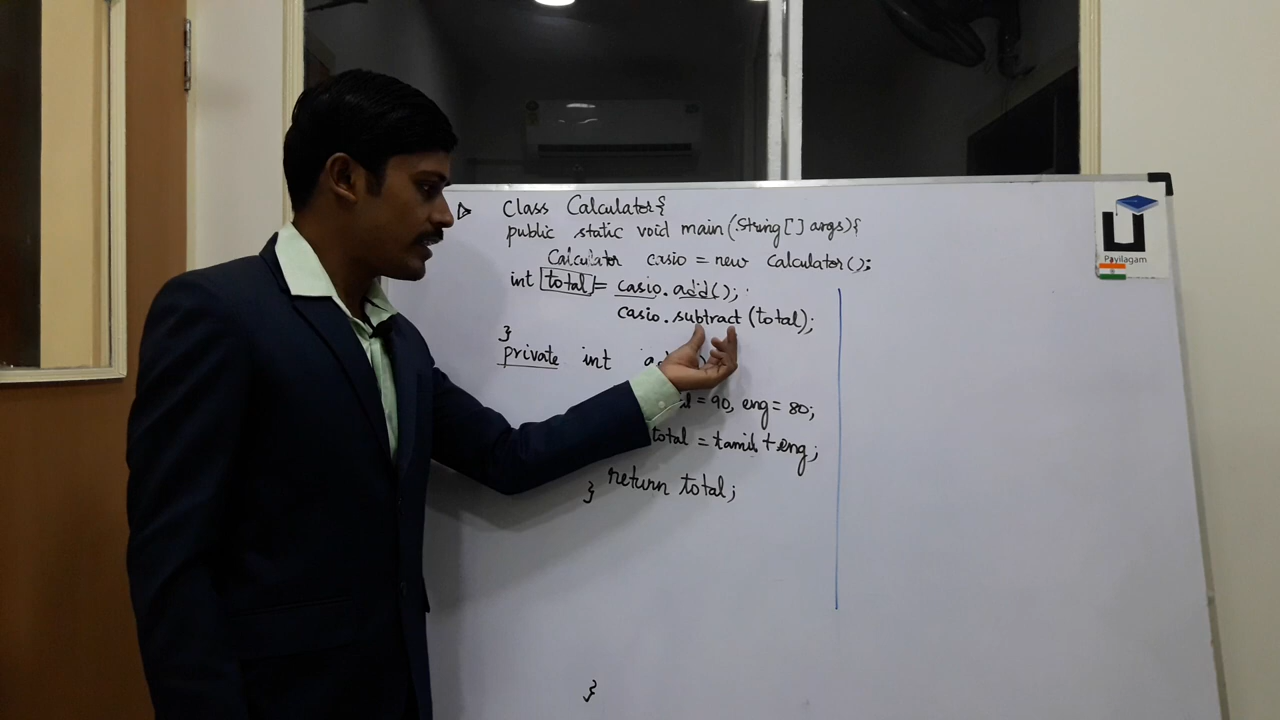 Class Calculator{
public static void main(String[] args){
Calculator casio = new calculator();
int total = casio.add();
casio.subtract (total);
}
private int
= 90, eng = 80;
total = tamil + eng;
return total;
}
}
Payilagam